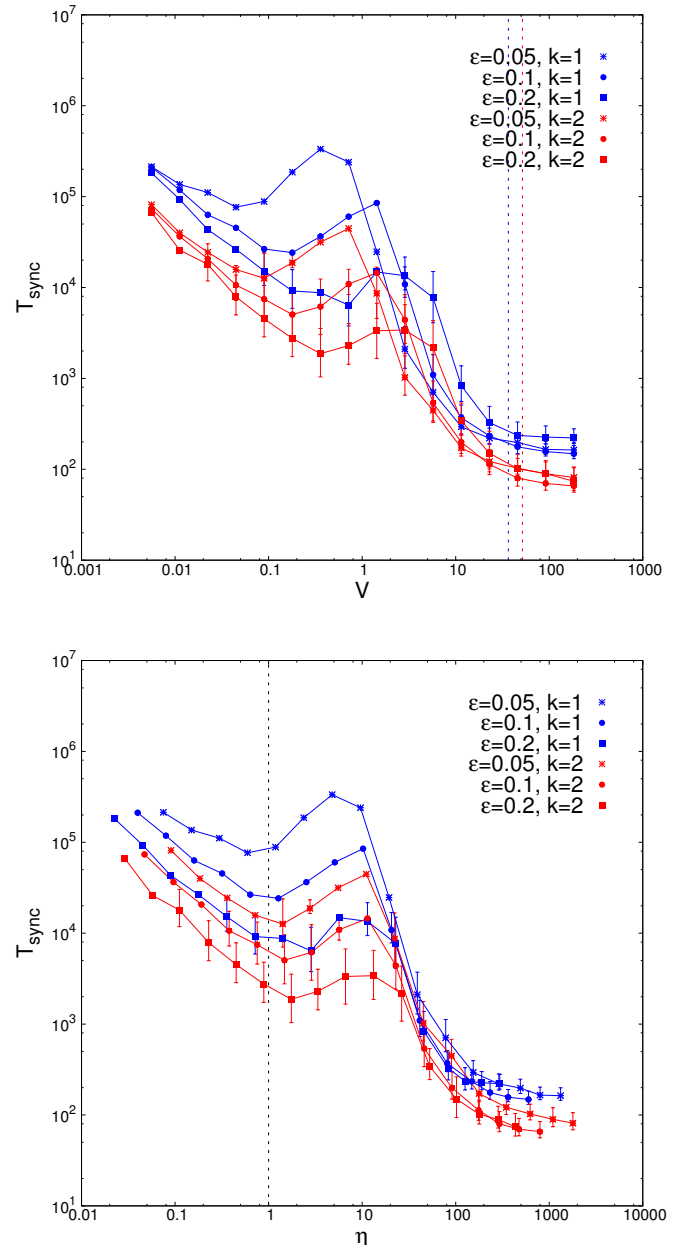 10^7
10^6
10^5
10^4
10^3
10^2
10^1
T_sync
ε=0.05, k=1
ε=0.1, k=1
ε=0.2, k=1
ε=0.05, k=2
ε=0.1, k=2
ε=0.2, k=2
0.001 0.01 0.1 1 10 100 1000
V
10^7
10^6
10^5
10^4
10^3
10^2
10^1
T_sync
ε=0.05, k=1
ε=0.1, k=1
ε=0.2, k=1
ε=0.05, k=2
ε=0.1, k=2
ε=0.2, k=2
0.01 0.1 1 10 100 1000 10000
η